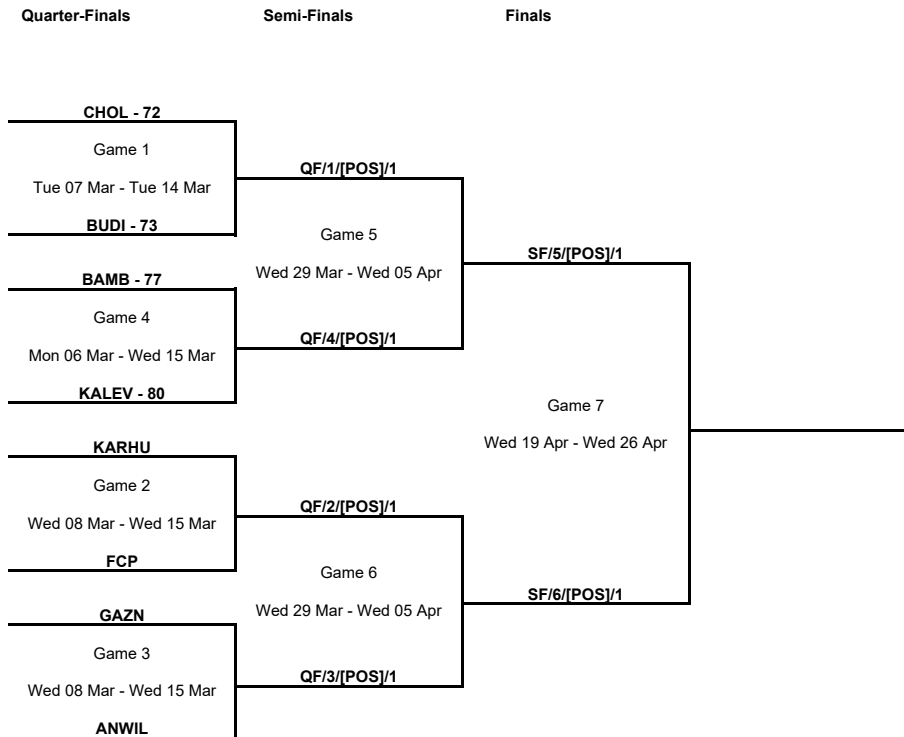 Quarter-Finals Semi-Finals Finals
CHOL - 72
Game 1
Tue 07 Mar - Tue 14 Mar
BUDI - 73
BAMB - 77
Game 4
Mon 06 Mar - Wed 15 Mar
KALEV - 80
KARHU
Game 2
Wed 08 Mar - Wed 15 Mar
FCP
GAZN
Game 3
Wed 08 Mar - Wed 15 Mar
ANWIL
QF/1/[POS]/1
Game 5
Wed 29 Mar - Wed 05 Apr
QF/4/[POS]/1
QF/2/[POS]/1
Game 6
Wed 29 Mar - Wed 05 Apr
QF/3/[POS]/1
SF/5/[POS]/1
Game 7
Wed 19 Apr - Wed 26 Apr
SF/6/[POS]/1